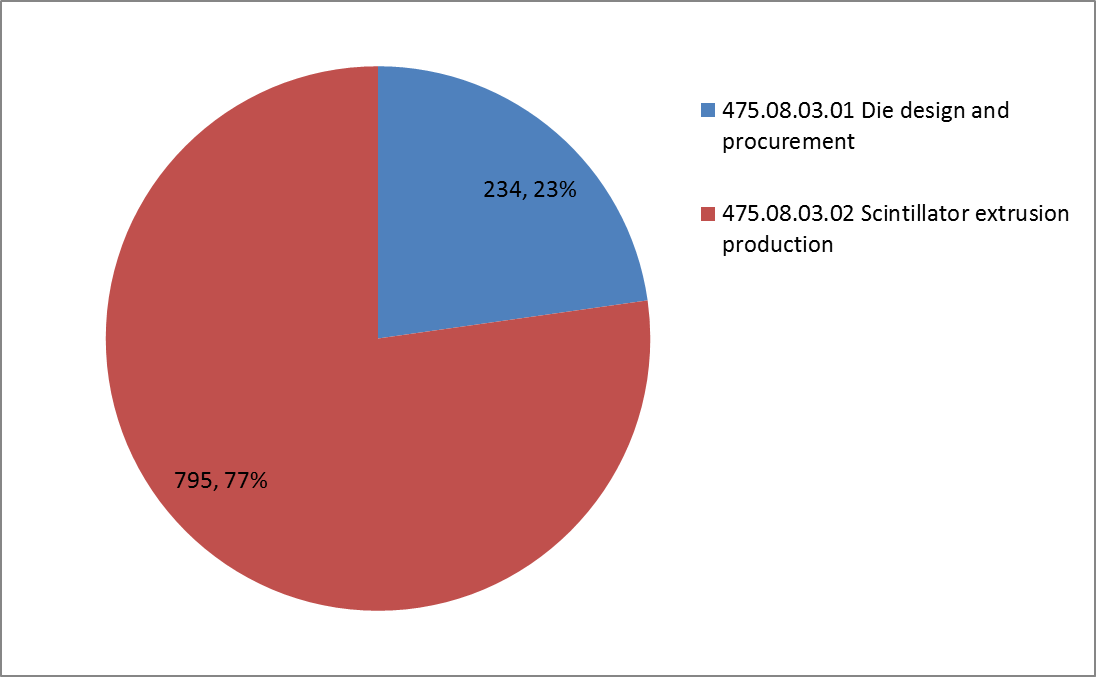 475.08.03.01 Die design and
procurement
234, 23%
475.08.03.02 Scintillator extrusion
production
795, 77%